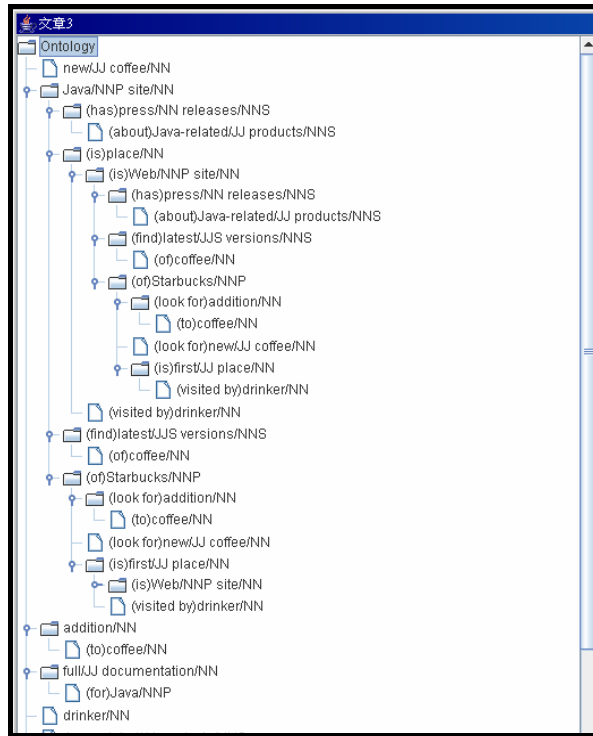 文章3
Ontology
new/JJ coffee/NN
Java/NNP site/NN
(has)press/NN releases/NNS
(about)Java-related/JJ products/NNS
(is)place/NN
(is)Web/NNP site/NN
(has)press/NN releases/NNS
(about)Java-related/JJ products/NNS
(find)latest/JJS versions/NNS
(of)coffee/NN
(of)Starbucks/NNP
(look for)addition/NN
(to)coffee/NN
(look for)new/JJ coffee/NN
(is)first/JJ place/NN
(visited by)drinker/NN
(visited by)drinker/NN
(find)latest/JJS versions/NNS
(of)coffee/NN
(of)Starbucks/NNP
(look for)addition/NN
(to)coffee/NN
(look for)new/JJ coffee/NN
(is)first/JJ place/NN
(is)Web/NNP site/NN
(visited by)drinker/NN
addition/NN
(to)coffee/NN
full/JJ documentation/NN
(for)Java/NNP
drinker/NN